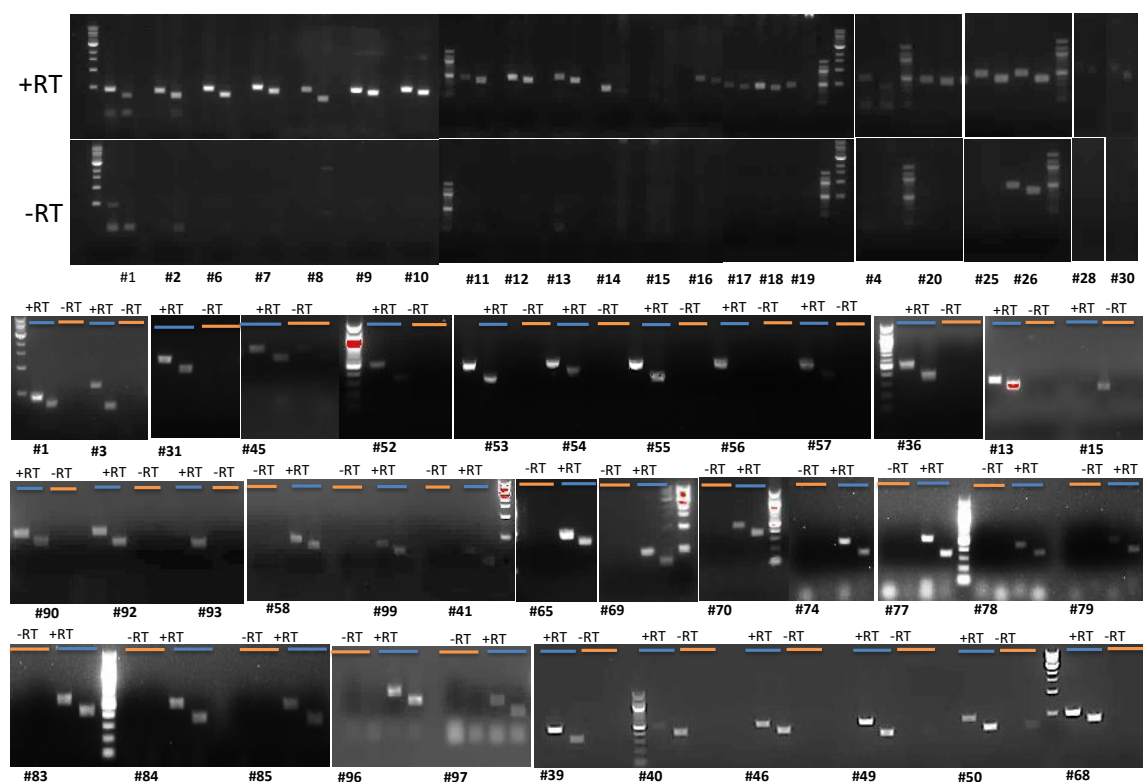 +RT
-RT
#1 #2 #6 #7 #8 #9 #10 #11 #12 #13 #14 #15 #16 #17 #18 #19 #4 #20 #25 #26 #28 #30
+RT -RT +RT -RT +RT -RT +RT -RT +RT -RT +RT -RT +RT -RT +RT -RT +RT -RT +RT -RT +RT -RT +RT -RT +RT -RT
#1 #3 #31 #45 #52 #53 #54 #55 #56 #57 #36 #13 #15
+RT -RT +RT -RT +RT -RT -RT +RT -RT +RT -RT +RT -RT +RT -RT +RT -RT +RT -RT +RT -RT +RT -RT +RT -RT +RT
#90 #92 #93 #58 #99 #41 #65 #69 #70 #74 #77 #78 #79
-RT +RT -RT +RT -RT +RT -RT +RT -RT +RT +RT -RT +RT -RT +RT -RT +RT -RT +RT -RT +RT -RT
#83 #84 #85 #96 #97 #39 #40 #46 #49 #50 #68